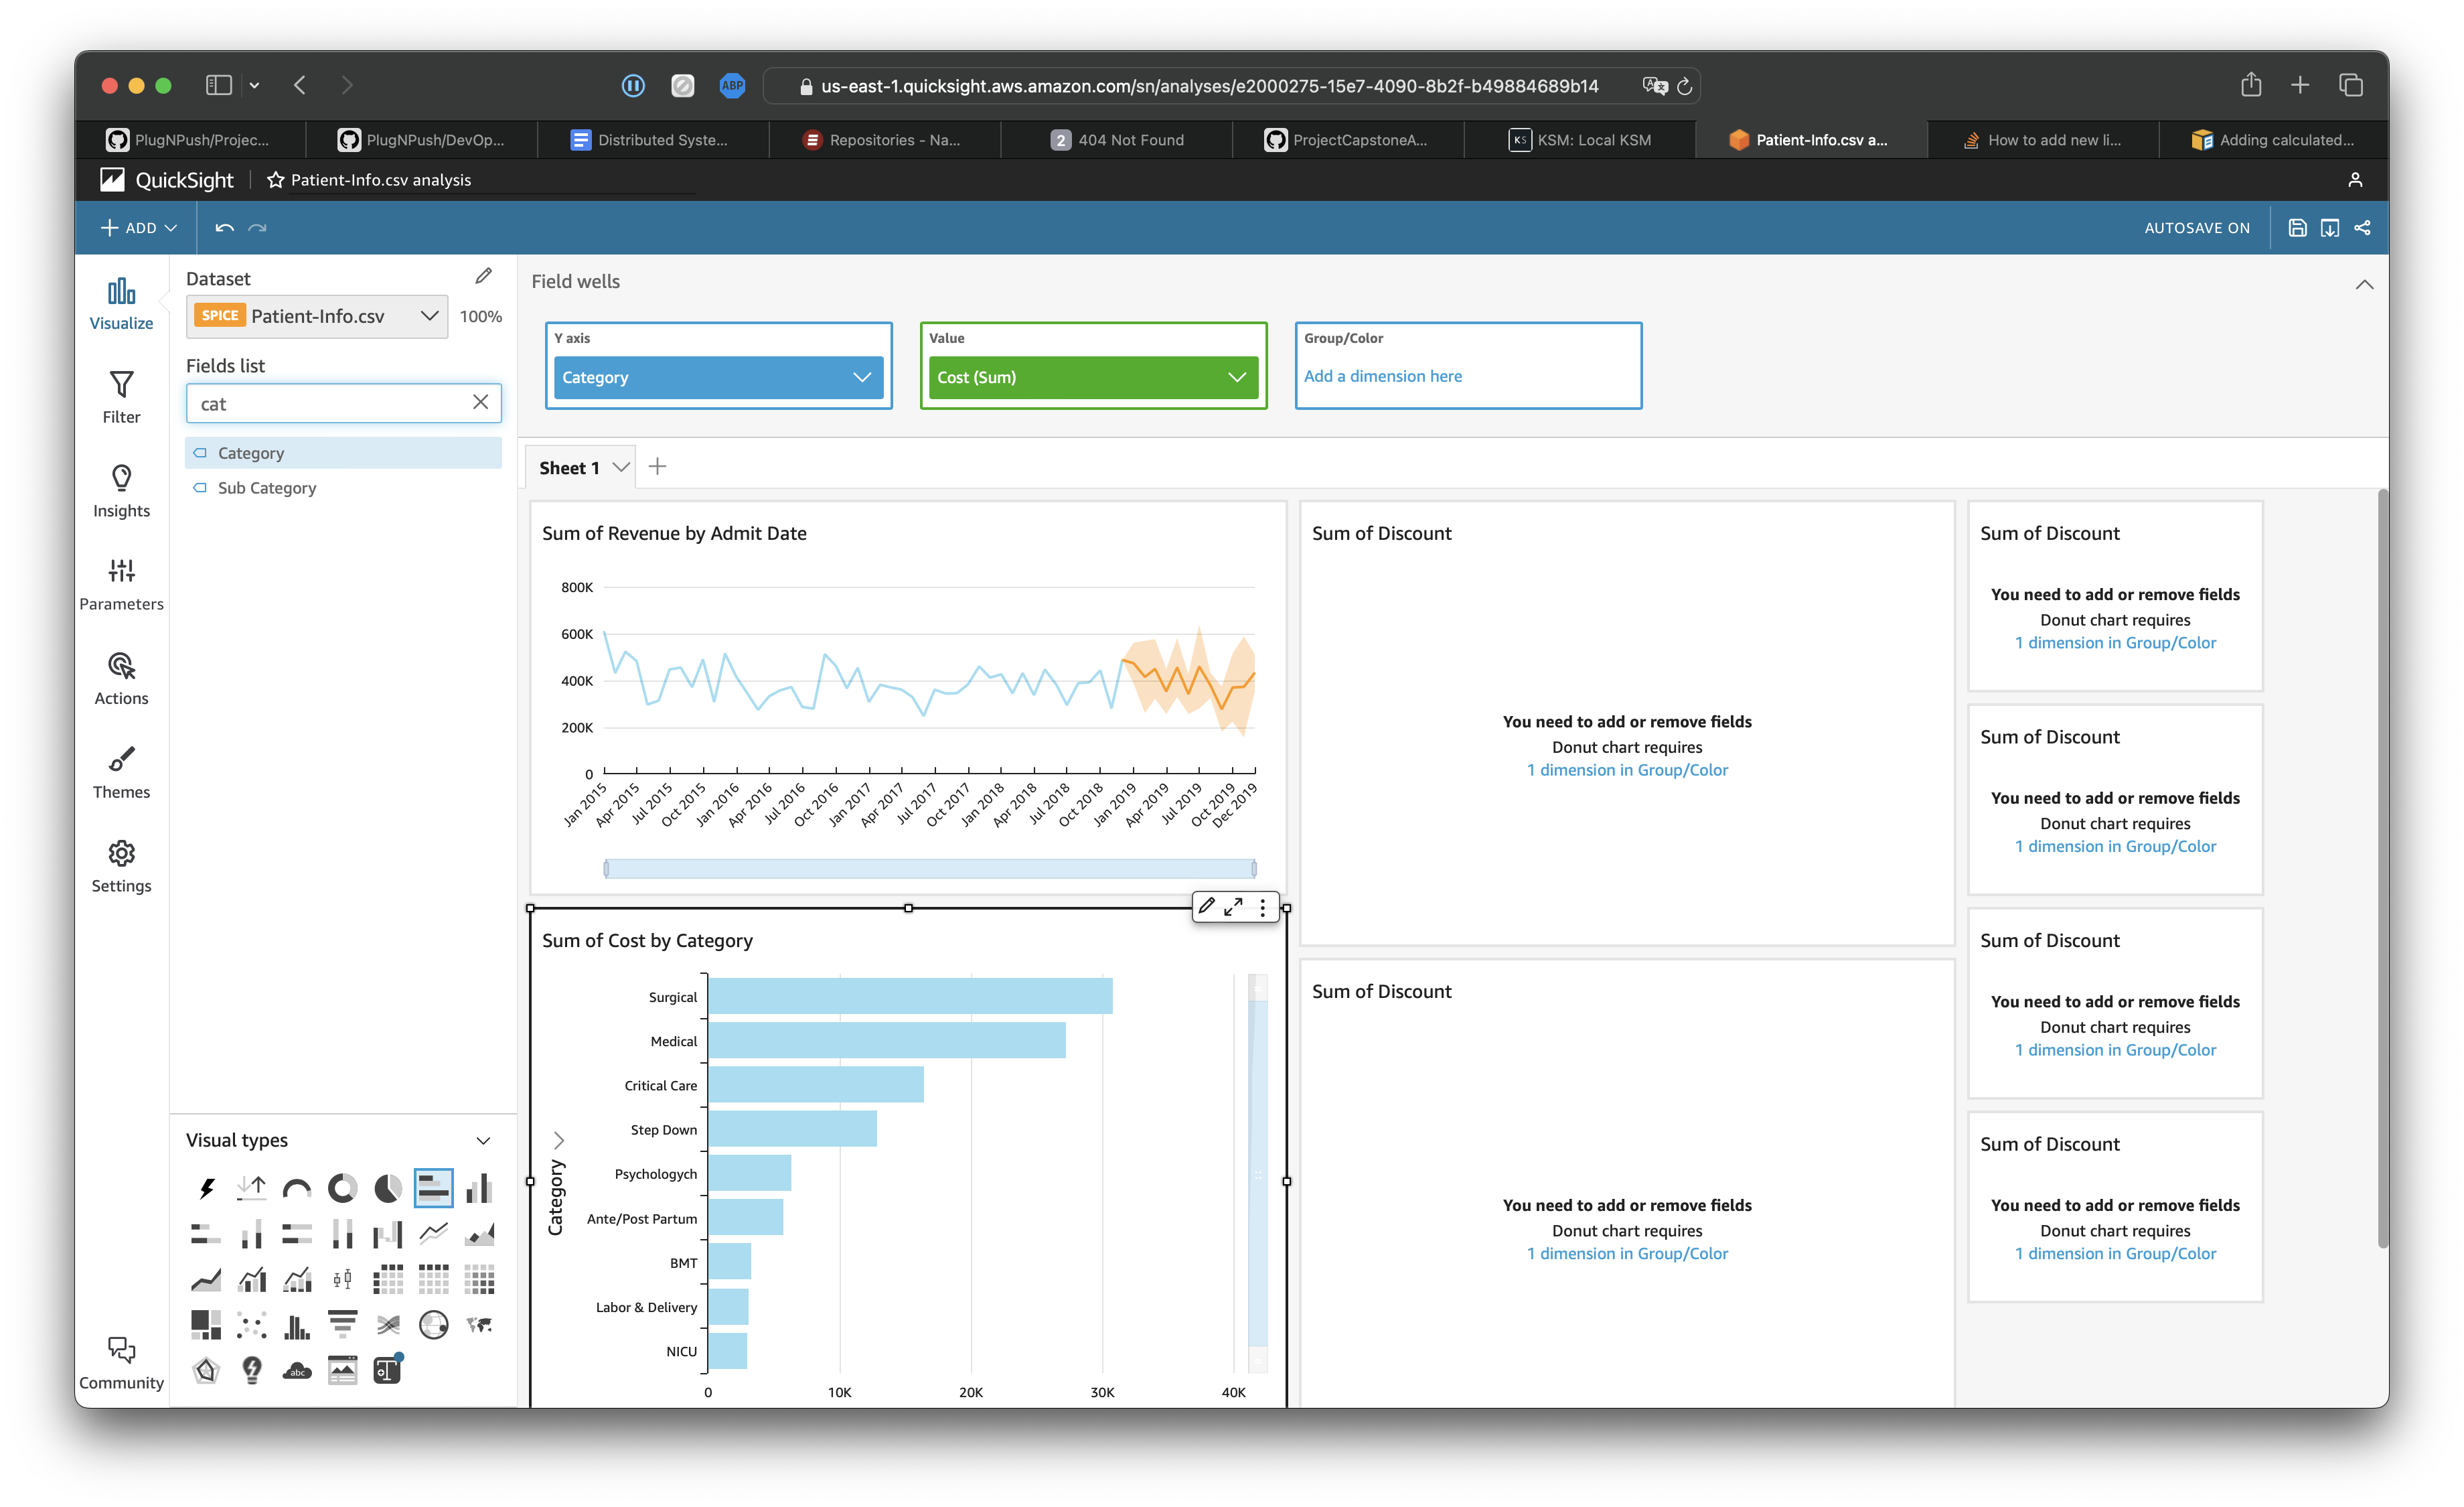 ABP
us-east-1.quicksight.aws.amazon.com/sn/analyses/e2000275-15e7-4090-8b2f-b49884689b14
PlugNPush/Projec...
PlugNPush/DevOp...
Distributed Syste...
Repositories - Na...
2 404 Not Found
ProjectCapstoneA...
KS KSM: Local KSM
Patient-Info.csv a...
How to add new li...
Adding calculated...
QuickSight
Patient-Info.csv analysis
ADD
AUTOSAVE ON
Visualize
Filter
Insights
Parameters
Actions
Themes
Settings
Community
Dataset
SPICE Patient-Info.csv
100%
Fields list
cat
Category
Sub Category
Visual types
abc
Field wells
Y axis
Category
Value
Cost (Sum)
Group/Color
Add a dimension here
Sheet 1
Sum of Revenue by Admit Date
800K
600K
400K
200K
0
Jan 2015
Apr 2015
Jul 2015
Oct 2015
Jan 2016
Apr 2016
Jul 2016
Oct 2016
Jan 2017
Apr 2017
Jul 2017
Oct 2017
Jan 2018
Apr 2018
Jul 2018
Oct 2018
Jan 2019
Apr 2019
Jul 2019
Oct 2019
Dec 2019
Sum of Cost by Category
Category
Surgical
Medical
Critical Care
Step Down
Psychologych
Ante/Post Partum
BMT
Labor & Delivery
NICU
0
10K
20K
30K
40K
Sum of Discount
You need to add or remove fields
Donut chart requires
1 dimension in Group/Color
Sum of Discount
You need to add or remove fields
Donut chart requires
1 dimension in Group/Color
Sum of Discount
You need to add or remove fields
Donut chart requires
1 dimension in Group/Color
Sum of Discount
You need to add or remove fields
Donut chart requires
1 dimension in Group/Color
Sum of Discount
You need to add or remove fields
Donut chart requires
1 dimension in Group/Color
Sum of Discount
You need to add or remove fields
Donut chart requires
1 dimension in Group/Color